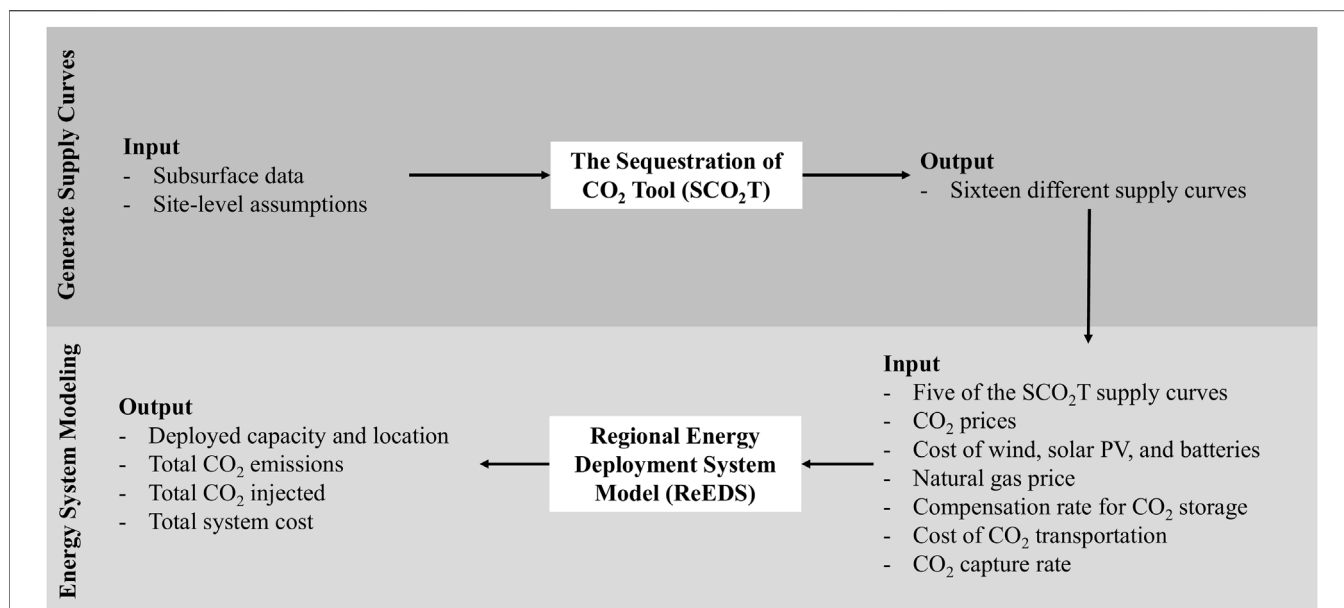 Generate Supply Curves
Input
- Subsurface data
- Site-level assumptions
The Sequestration of
CO₂ Tool (SCO₂T)
Output
- Sixteen different supply curves
Energy System Modeling
Input
- Five of the SCO₂T supply curves
- CO₂ prices
- Cost of wind, solar PV, and batteries
- Natural gas price
- Compensation rate for CO₂ storage
- Cost of CO₂ transportation
- CO₂ capture rate
Regional Energy
Deployment System
Model (ReEDS)
Output
- Deployed capacity and location
- Total CO₂ emissions
- Total CO₂ injected
- Total system cost